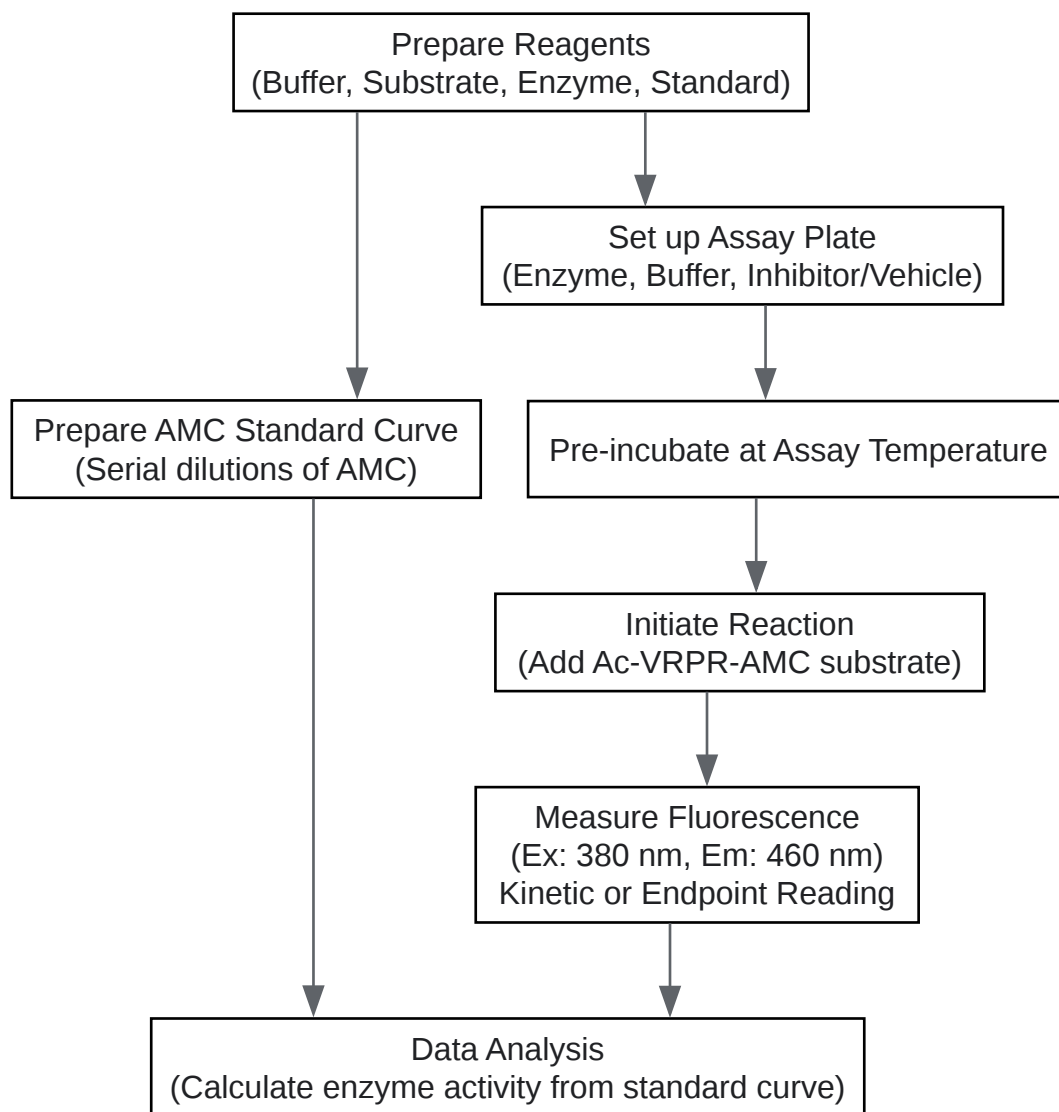 Prepare Reagents
(Buffer, Substrate, Enzyme, Standard)
Set up Assay Plate
(Enzyme, Buffer, Inhibitor/Vehicle)
Prepare AMC Standard Curve
(Serial dilutions of AMC)
Pre-incubate at Assay Temperature
Initiate Reaction
(Add Ac-VRPR-AMC substrate)
Measure Fluorescence
(Ex: 380 nm, Em: 460 nm)
Kinetic or Endpoint Reading
Data Analysis
(Calculate enzyme activity from standard curve)